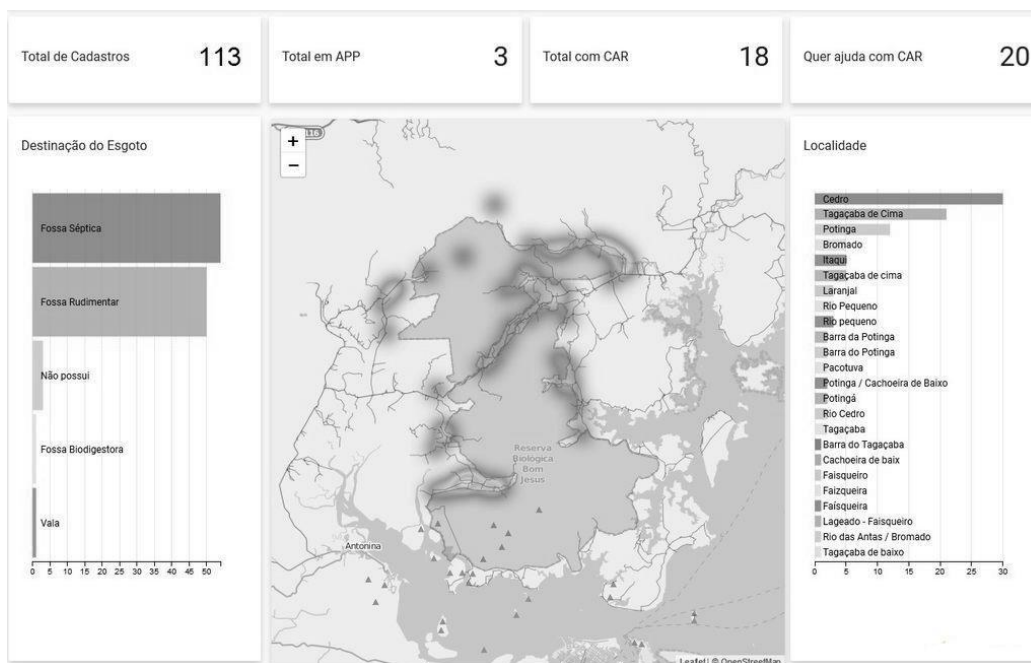 Total de Cadastros 113
Total em APP 3
Total com CAR 18
Quer ajuda com CAR 20
Destinação do Esgoto
Fossa Séptica
Fossa Rudimentar
Não possui
Fossa Biodigestora
Vala
0 5 10 15 20 25 30 35 40 45 50
116
+
−
Reserva
Biológica
Bom
Jesus
Antonina
Leaflet | © OpenStreetMap
Localidade
Cedro
Tagaçaba de Cima
Potinga
Bromado
Itaqui
Tagaçaba de cima
Laranjal
Rio Pequeno
Rio pequeno
Barra da Potinga
Barra do Potinga
Pacotuva
Potinga / Cachoeira de Baixo
Potingá
Rio Cedro
Tagaçaba
Barra do Tagaçaba
Cachoeira de baix
Faisqueiro
Faizqueira
Faísqueira
Lageado - Faisqueiro
Rio das Antas / Bromado
Tagaçaba de baixo
0 5 10 15 20 25 30